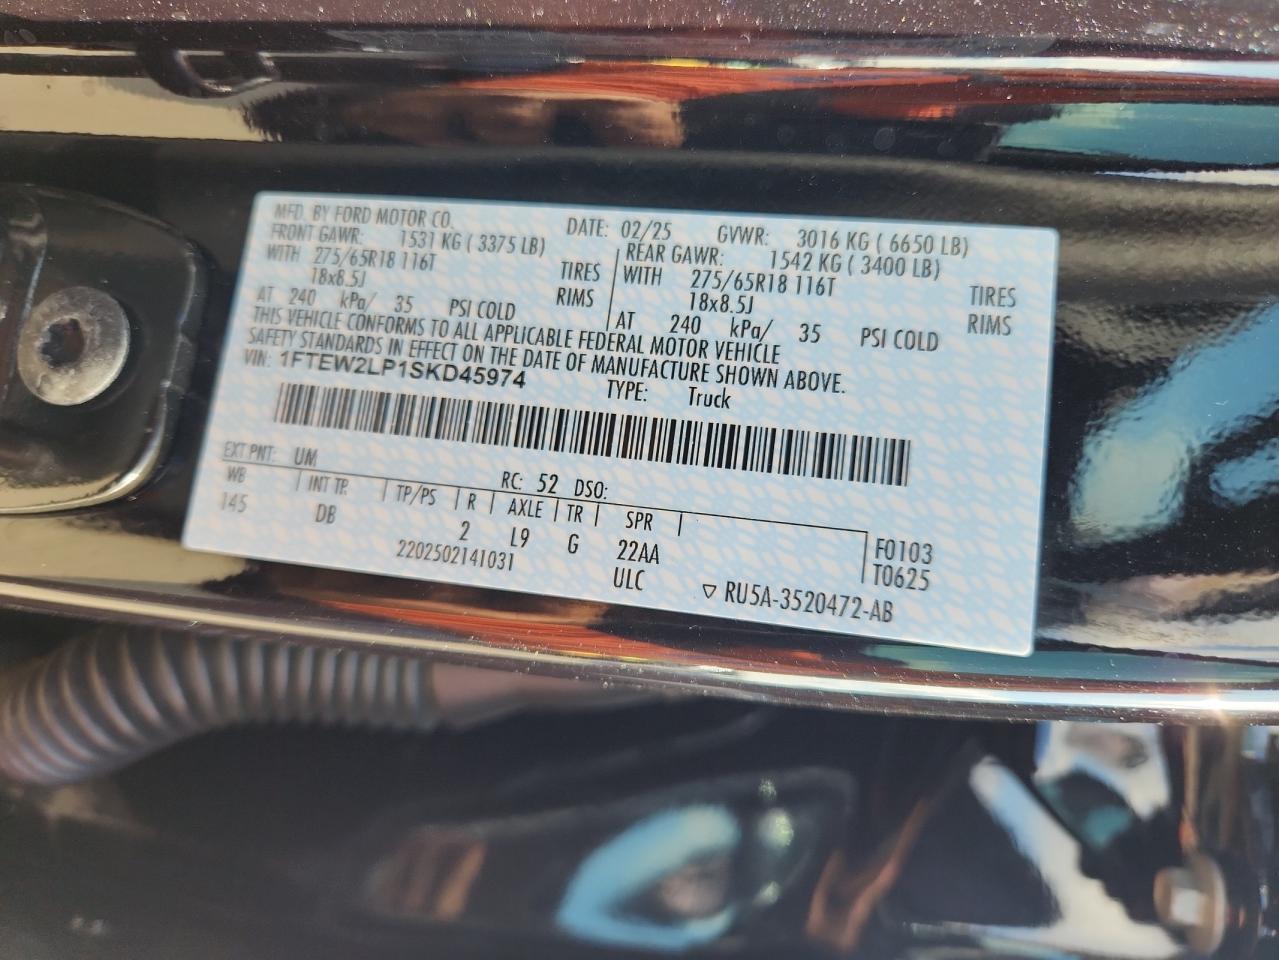 MFD. BY FORD MOTOR CO. DATE: 02/25 GVWR: 3016 KG ( 6650 LB)
FRONT GAWR: 1531 KG ( 3375 LB) REAR GAWR: 1542 KG ( 3400 LB)
WITH 275/65R18 116T TIRES WITH 275/65R18 116T TIRES
18x8.5J RIMS 18x8.5J RIMS
AT 240 kPa/ 35 PSI COLD AT 240 kPa/ 35 PSI COLD
THIS VEHICLE CONFORMS TO ALL APPLICABLE FEDERAL MOTOR VEHICLE
SAFETY STANDARDS IN EFFECT ON THE DATE OF MANUFACTURE SHOWN ABOVE.
VIN: 1FTEW2LP1SKD45974 TYPE: Truck
EXT PNT: UM RC: 52 DSO:
WB INT TR TP/PS R AXLE TR SPR
145 DB 2 L9 G 22AA F0103
2202502141031 ULC T0625
▽ RU5A-3520472-AB